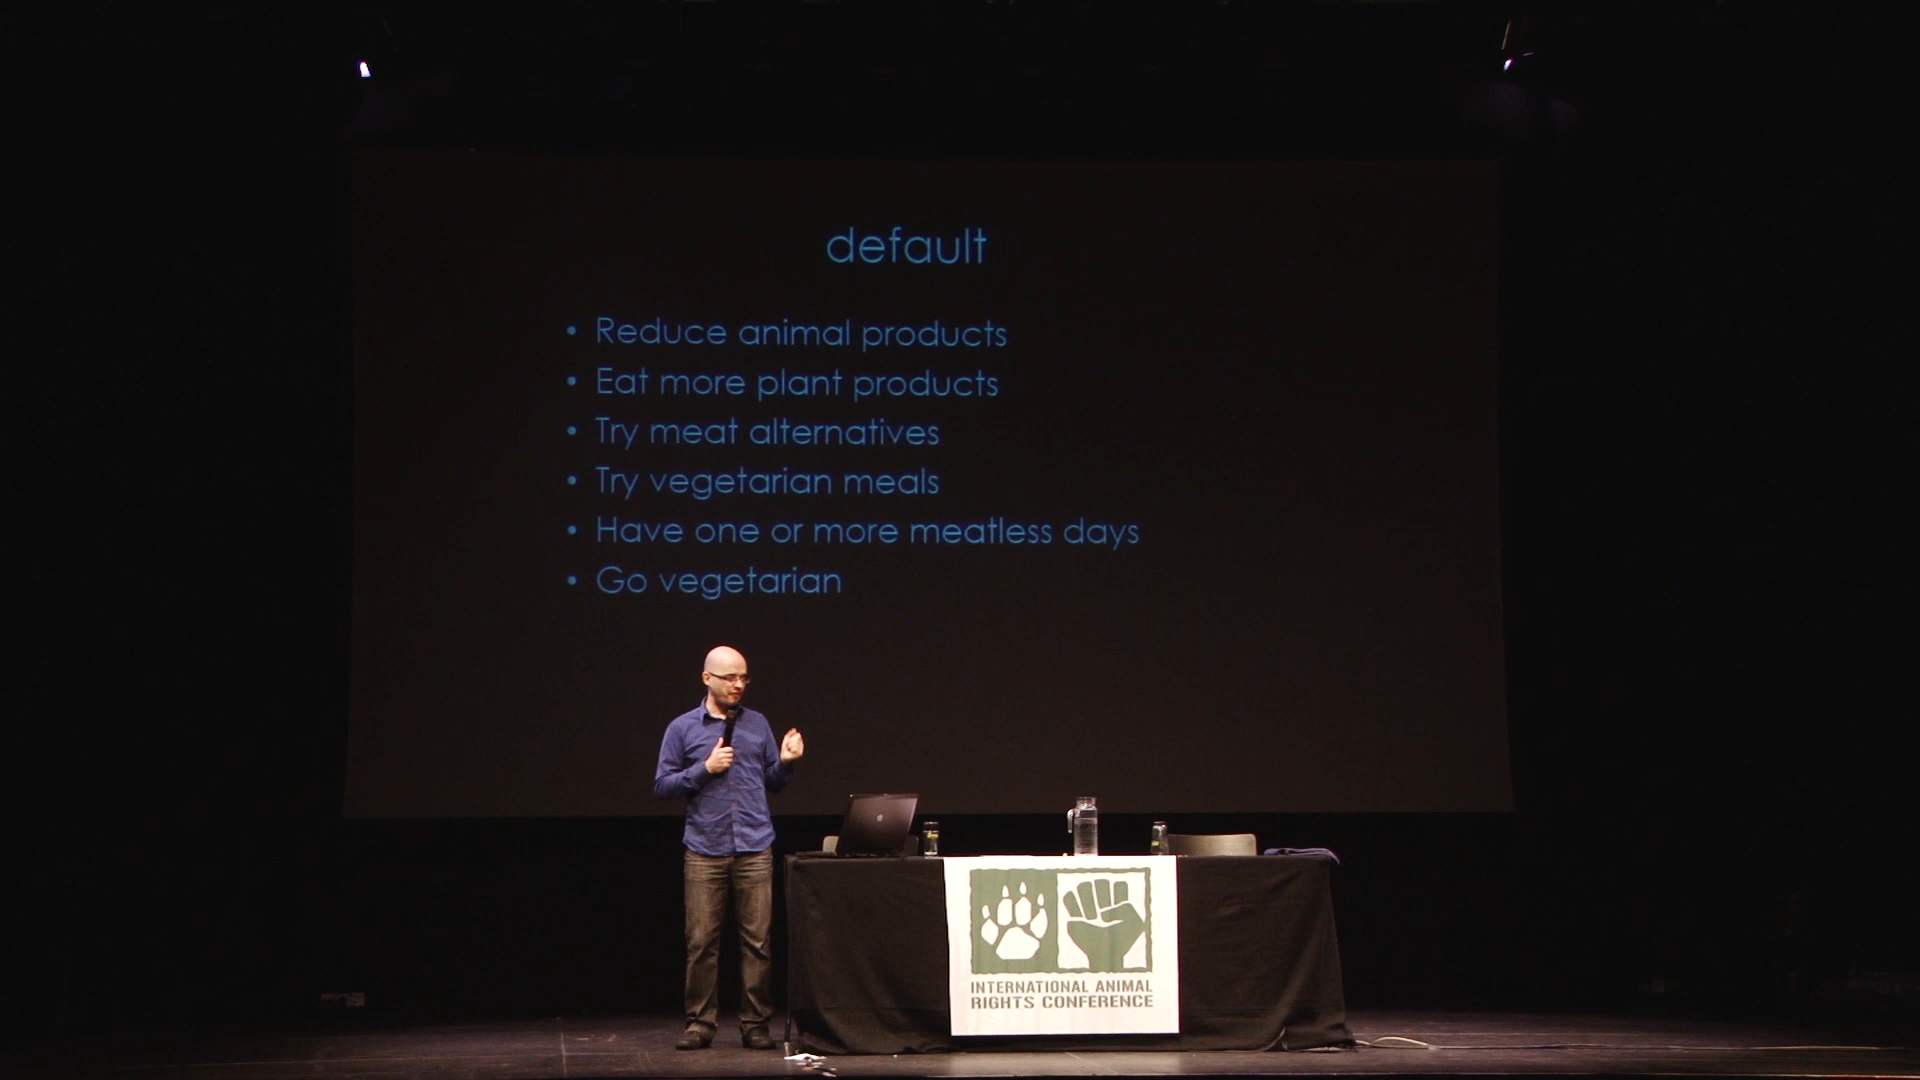 default
• Reduce animal products
• Eat more plant products
• Try meat alternatives
• Try vegetarian meals
• Have one or more meatless days
• Go vegetarian
INTERNATIONAL ANIMAL
RIGHTS CONFERENCE